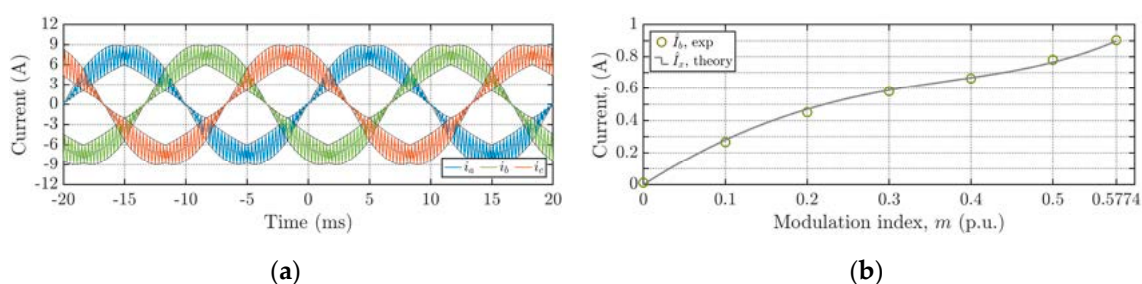 12
9
6
3
0
-3
-6
-9
-12
Current (A)
i_a i_b i_c
-20 -15 -10 -5 0 5 10 15 20
Time (ms)
(a)
1
0.8
0.6
0.4
0.2
0
Current, (A)
Î_b, exp
Î_x, theory
0 0.1 0.2 0.3 0.4 0.5 0.5774
Modulation index, m (p.u.)
(b)